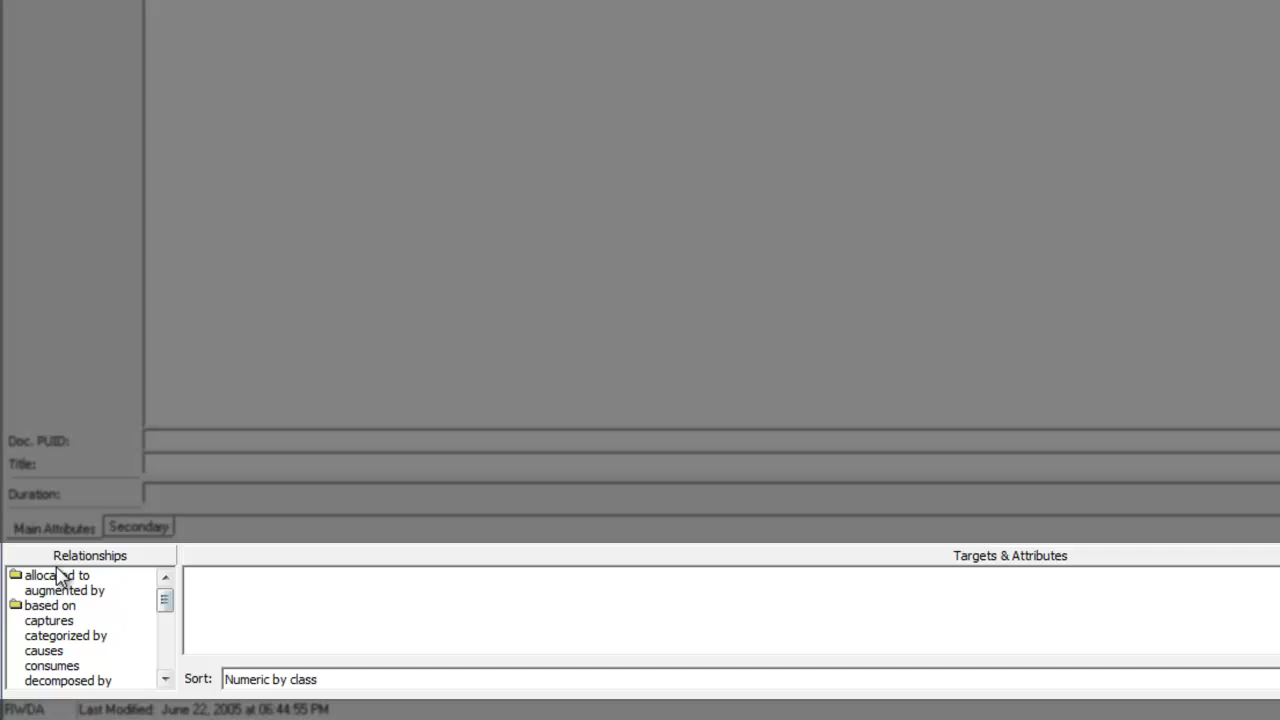 Doc. PUID:
Title:
Duration:
Main Attributes Secondary
Relationships Targets & Attributes
allocated to
augmented by
based on
captures
categorized by
causes
consumes
decomposed by
Sort: Numeric by class
RWDA Last Modified: June 22, 2005 at 06:44:55 PM